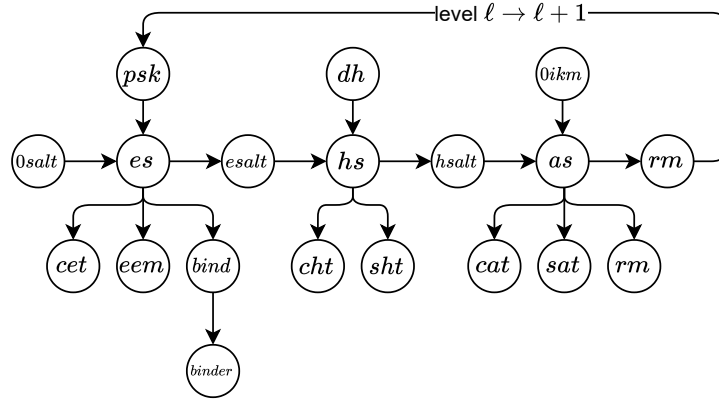 level ℓ → ℓ + 1
psk dh 0ikm
0salt es esalt hs hsalt as rm
cet eem bind cht sht cat sat rm
binder